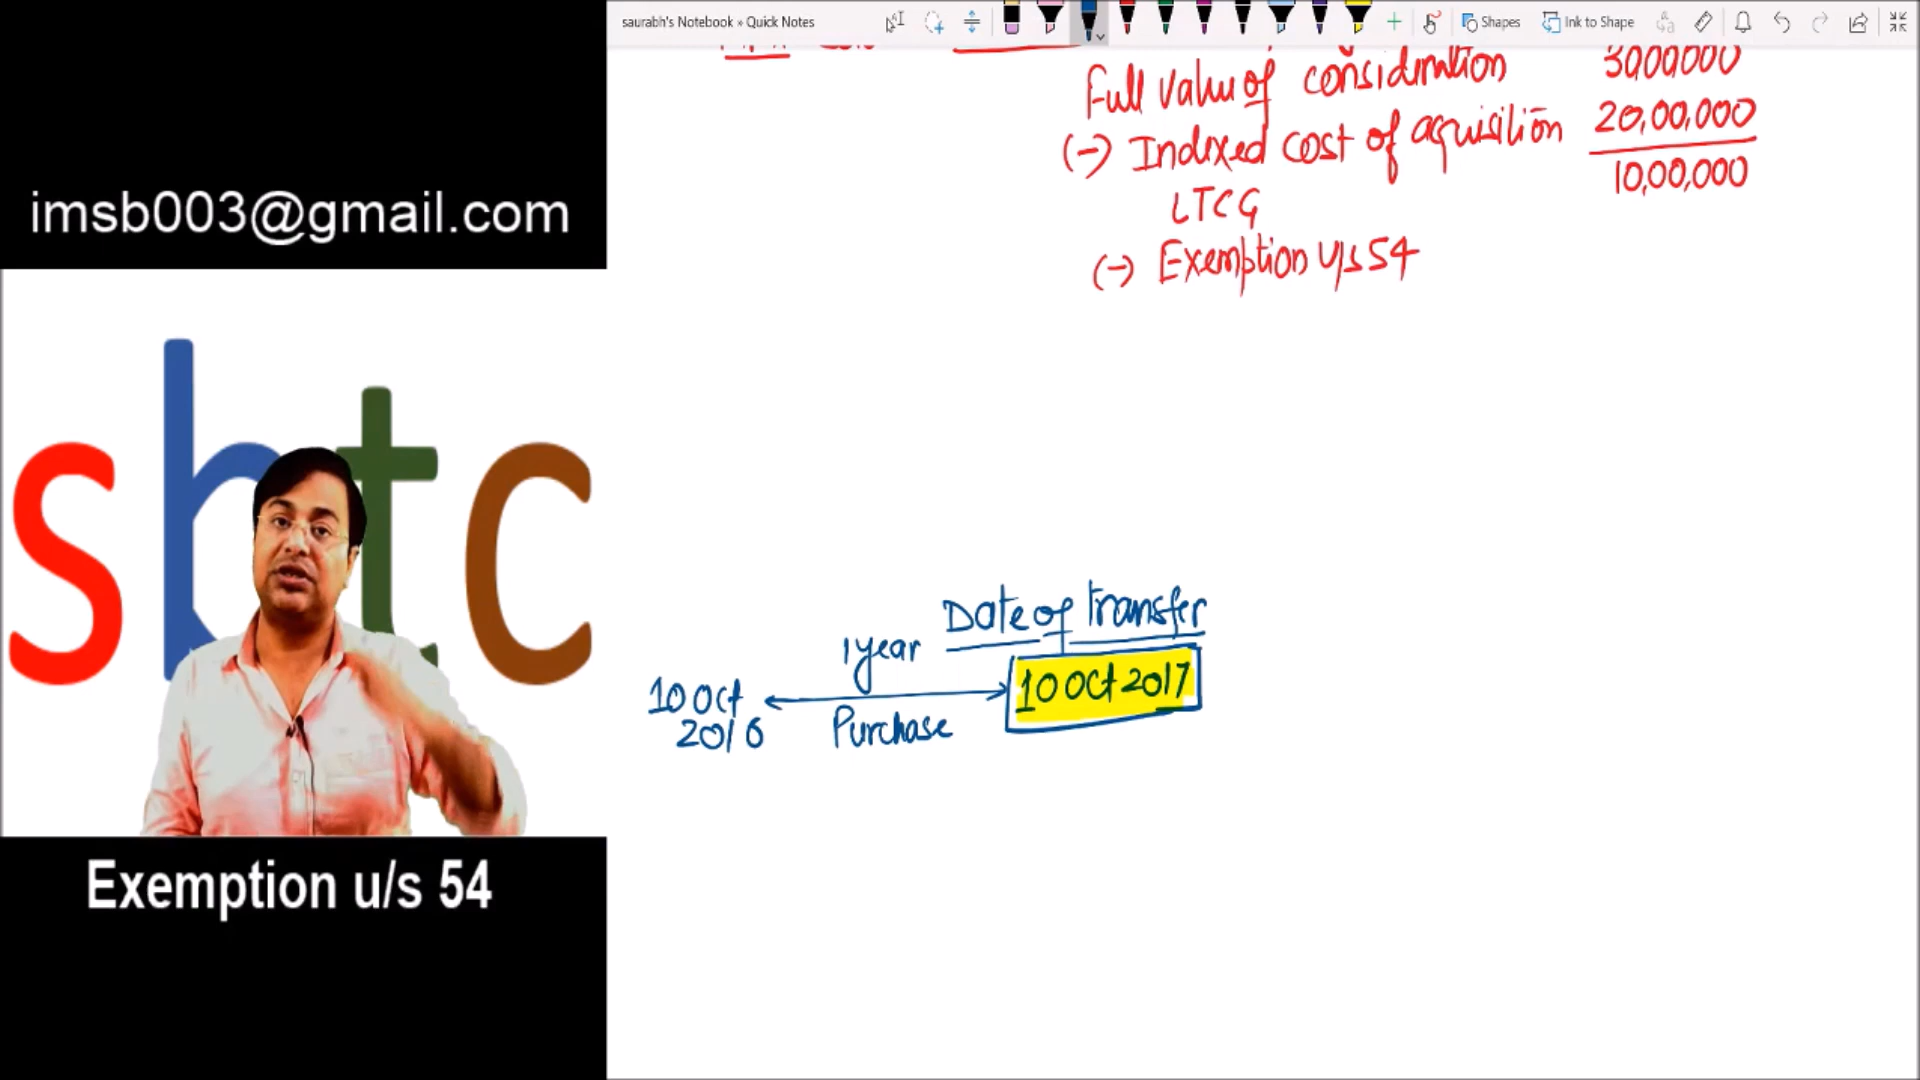 saurabh's Notebook » Quick Notes
Shapes
Ink to Shape
Full value of consideration 3000000
(-) Indexed cost of acquisition 20,00,000
10,00,000
LTCG
(-) Exemption u/s 54
imsb003@gmail.com
sbtc
Date of transfer
1 year
10 Oct 2017
10 Oct
2016
Purchase
Exemption u/s 54